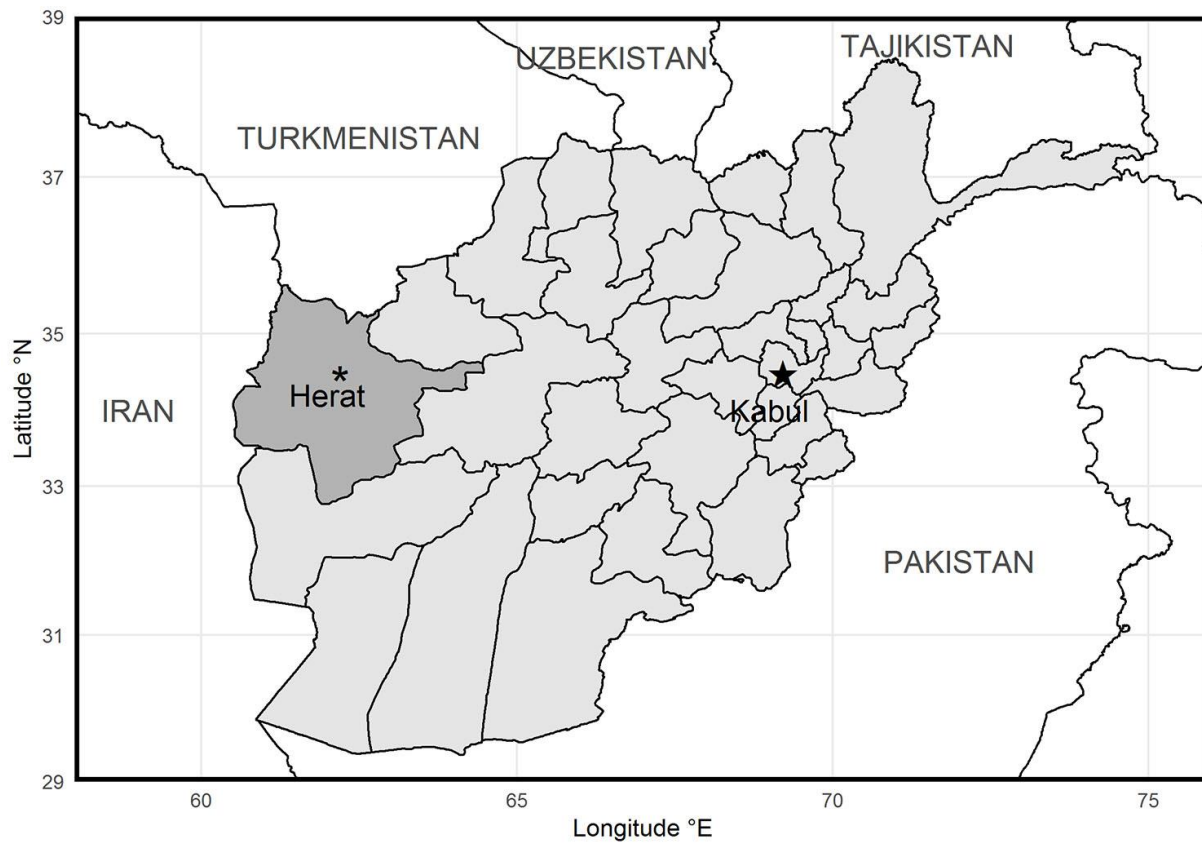 39
UZBEKISTAN
TAJIKISTAN
TURKMENISTAN
37
35
Herat
IRAN
Kabul
33
PAKISTAN
31
29
60
65
70
75
Latitude °N
Longitude °E